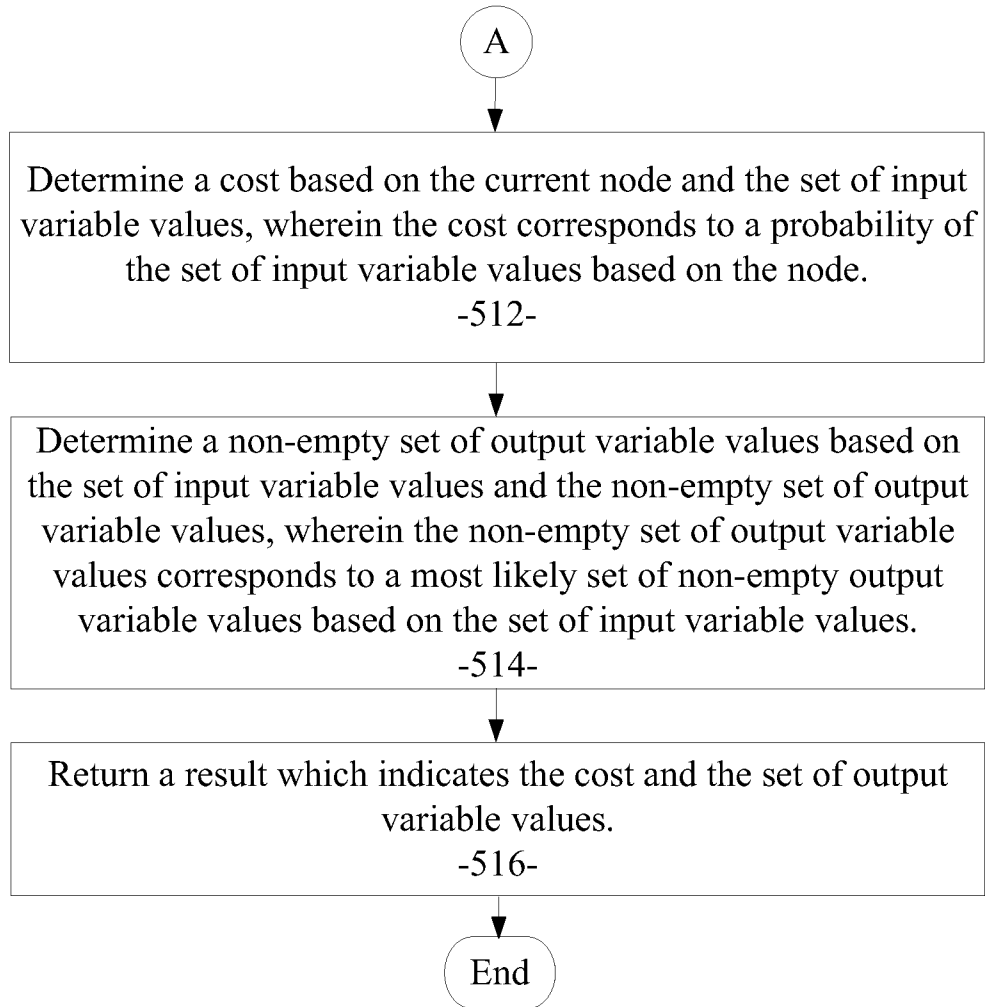 A
Determine a cost based on the current node and the set of input
variable values, wherein the cost corresponds to a probability of
the set of input variable values based on the node.
-512-
Determine a non-empty set of output variable values based on
the set of input variable values and the non-empty set of output
variable values, wherein the non-empty set of output variable
values corresponds to a most likely set of non-empty output
variable values based on the set of input variable values.
-514-
Return a result which indicates the cost and the set of output
variable values.
-516-
End